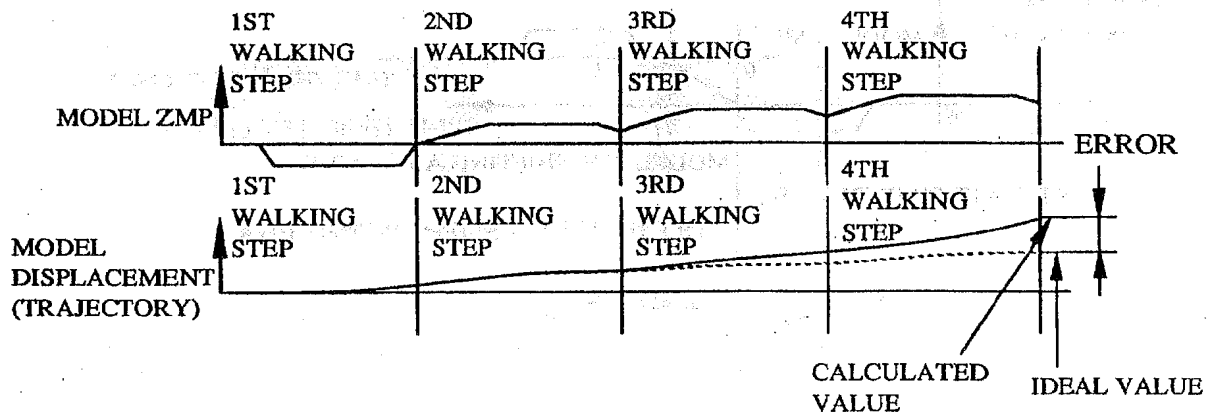 1ST
WALKING
STEP
2ND
WALKING
STEP
3RD
WALKING
STEP
4TH
WALKING
STEP
MODEL ZMP
ERROR
1ST
WALKING
STEP
2ND
WALKING
STEP
3RD
WALKING
STEP
4TH
WALKING
STEP
MODEL
DISPLACEMENT
(TRAJECTORY)
CALCULATED
VALUE
IDEAL VALUE